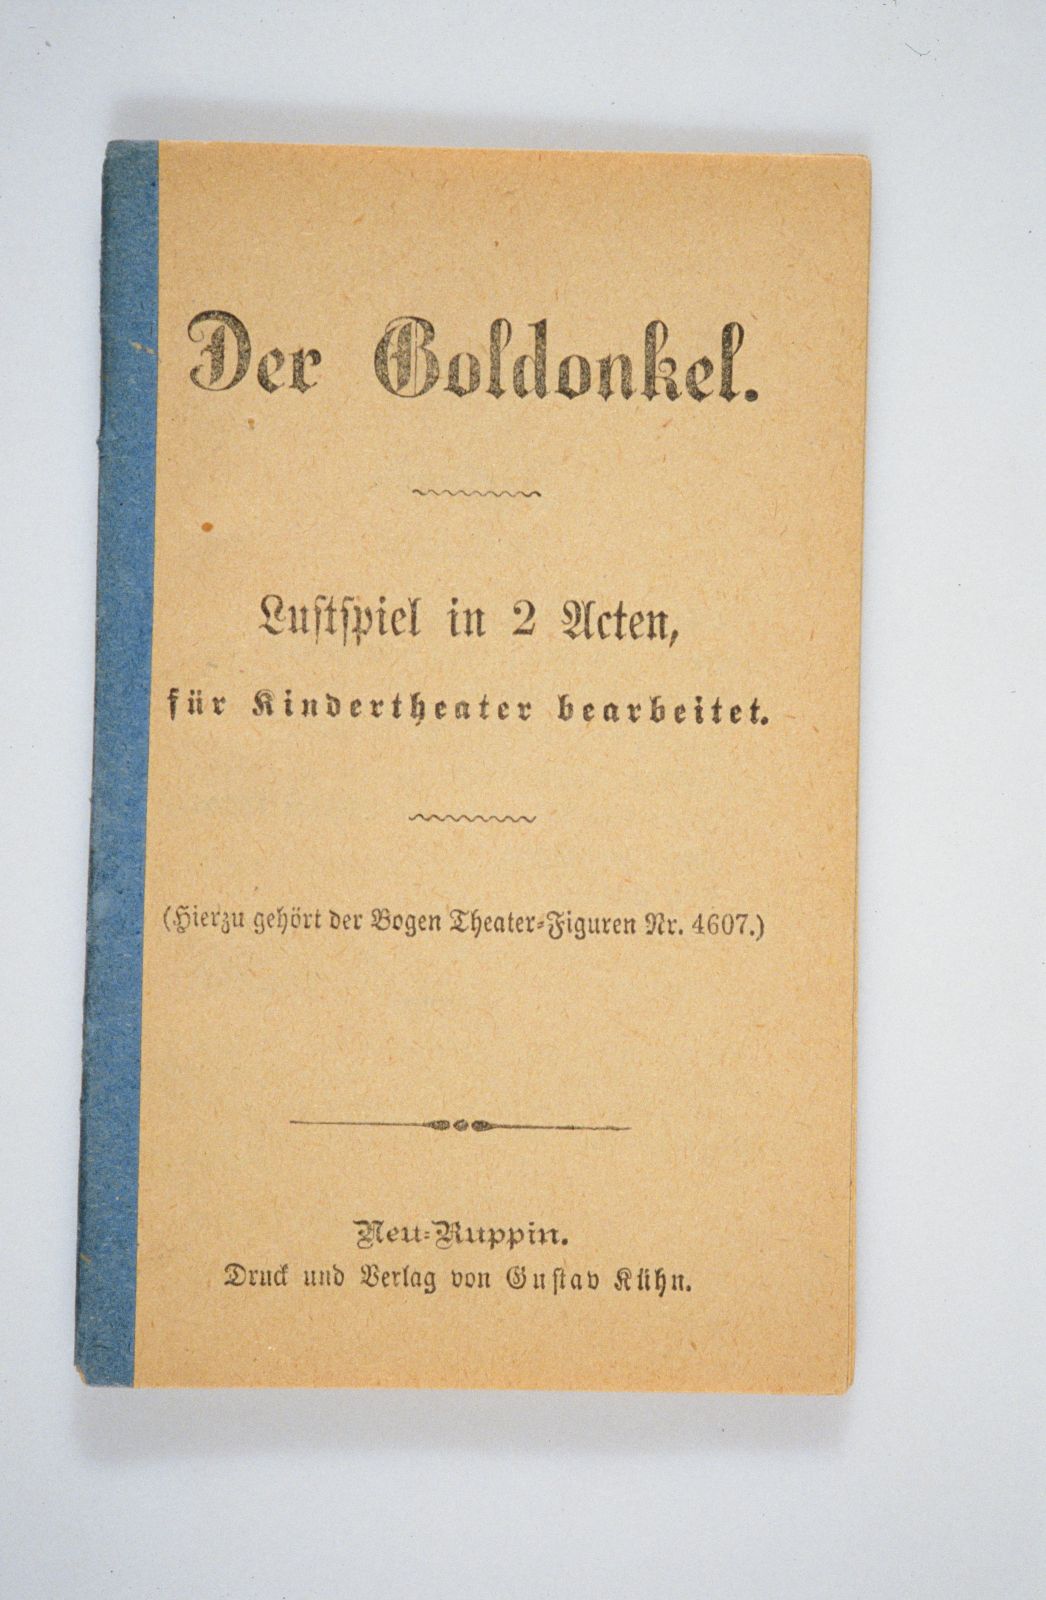 Der Goldonkel.
Lustspiel in 2 Acten,
für Kindertheater bearbeitet.
(Hierzu gehört der Bogen Theater-Figuren Nr. 4607.)
Neu-Ruppin.
Druck und Verlag von Gustav Kühn.